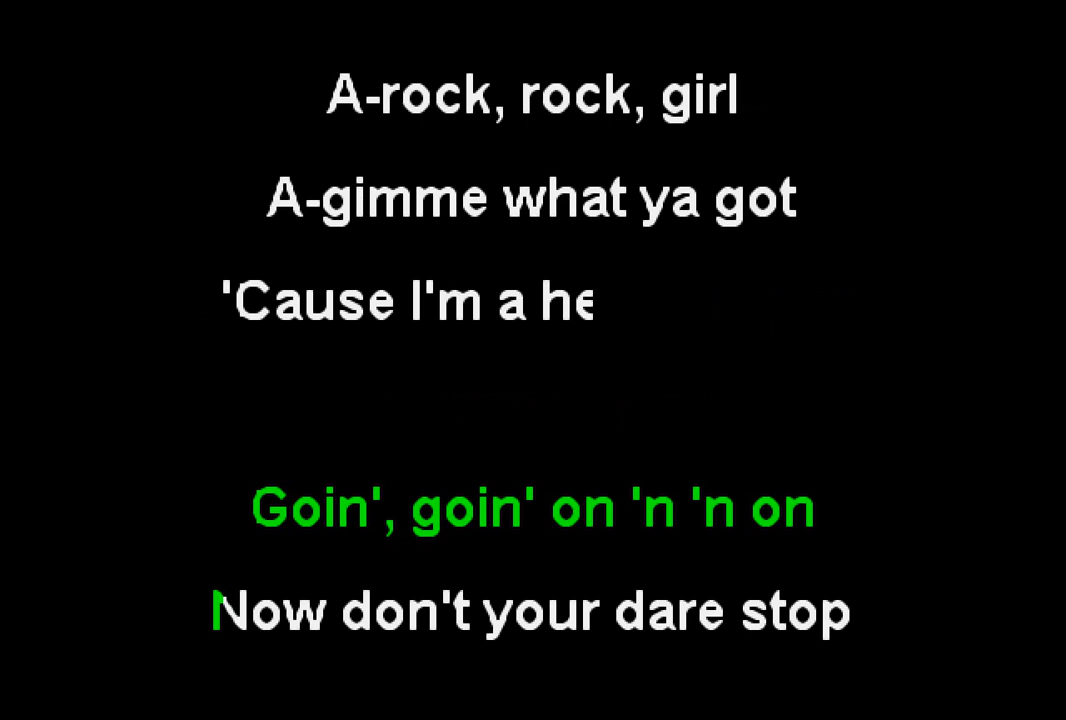 A-rock, rock, girl
A-gimme what ya got
'Cause I'm a he
Goin', goin' on 'n 'n on
Now don't your dare stop